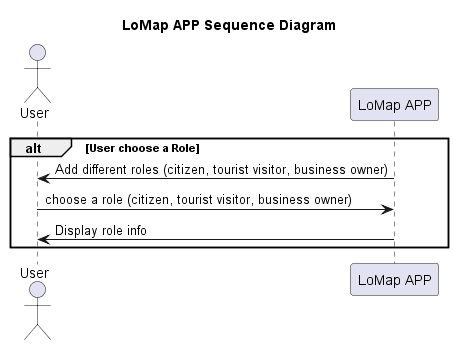 LoMap APP Sequence Diagram
User
LoMap APP
alt [User choose a Role]
Add different roles (citizen, tourist visitor, business owner)
choose a role (citizen, tourist visitor, business owner)
Display role info
User
LoMap APP